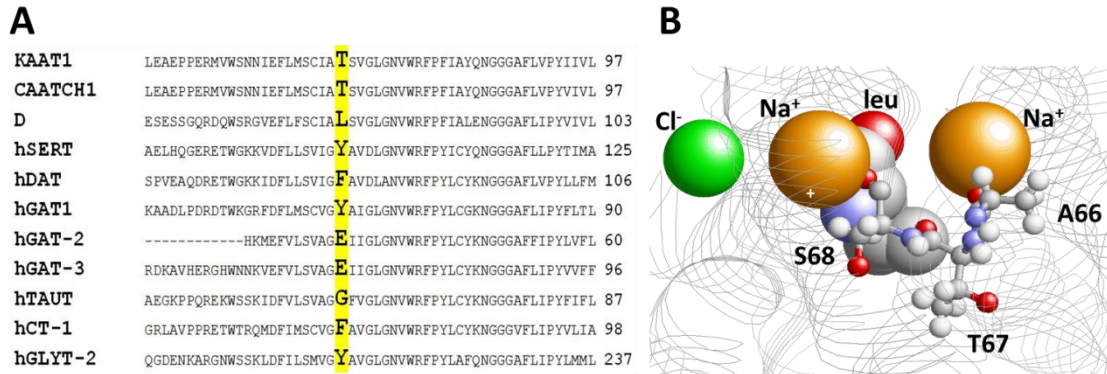 A
KAAT1 LEAEPPERMVWSNNIEFLMSCIATSVGLGNVWRFPFIAYQNGGGAFLVPYIIVL 97
CAATCH1 LEAEPPERMVWSNNIEFLMSCIATSVGLGNVWRFPFIAYQNGGGAFLVPYIIVL 97
D ESESSGQRDQWSRGVEFLFSCIALSVGLGNVWRFPFIALENGGGAFLIPYVIVL 103
hSERT AELHQGERETWGKKVDFLLSVIGYAVDLGNVWRFPYICYQNGGGAFLLPYTIMA 125
hDAT SPVEAQDRETWGKKIDFLLSVIGFAVDLANVWRFPYLCYKNGGGAFLVPYLLFM 106
hGAT1 KAADLPDRDTWKGRFDFLMSCVGYAIGLGNVWRFPYLCGKNGGGAFLIPYFLTL 90
hGAT-2 ------------HKMEFVLSVAGEIIGLGNVWRFPYLCYKNGGGAFFIPYLVFL 60
hGAT-3 RDKAVHERGHWNNKVEFVLSVAGEIIGLGNVWRFPYLCYKNGGGAFLIPYVVFF 96
hTAUT AEGKPPQREKWSSKIDFVLSVAGGFVGLGNVWRFPYLCYKNGGGAFLIPYFIFL 87
hCT-1 GRLAVPPRETWTRQMDFIMSCVGFAVGLGNVWRFPYLCYKNGGGVFLIPYVLIA 98
hGLYT-2 QGDENKARGNWSSKLDFILSMVGYAVGLGNVWRFPYLAFQNGGGAFLIPYLMML 237
B
Cl⁻ Na⁺ leu Na⁺
+
A66
S68
T67